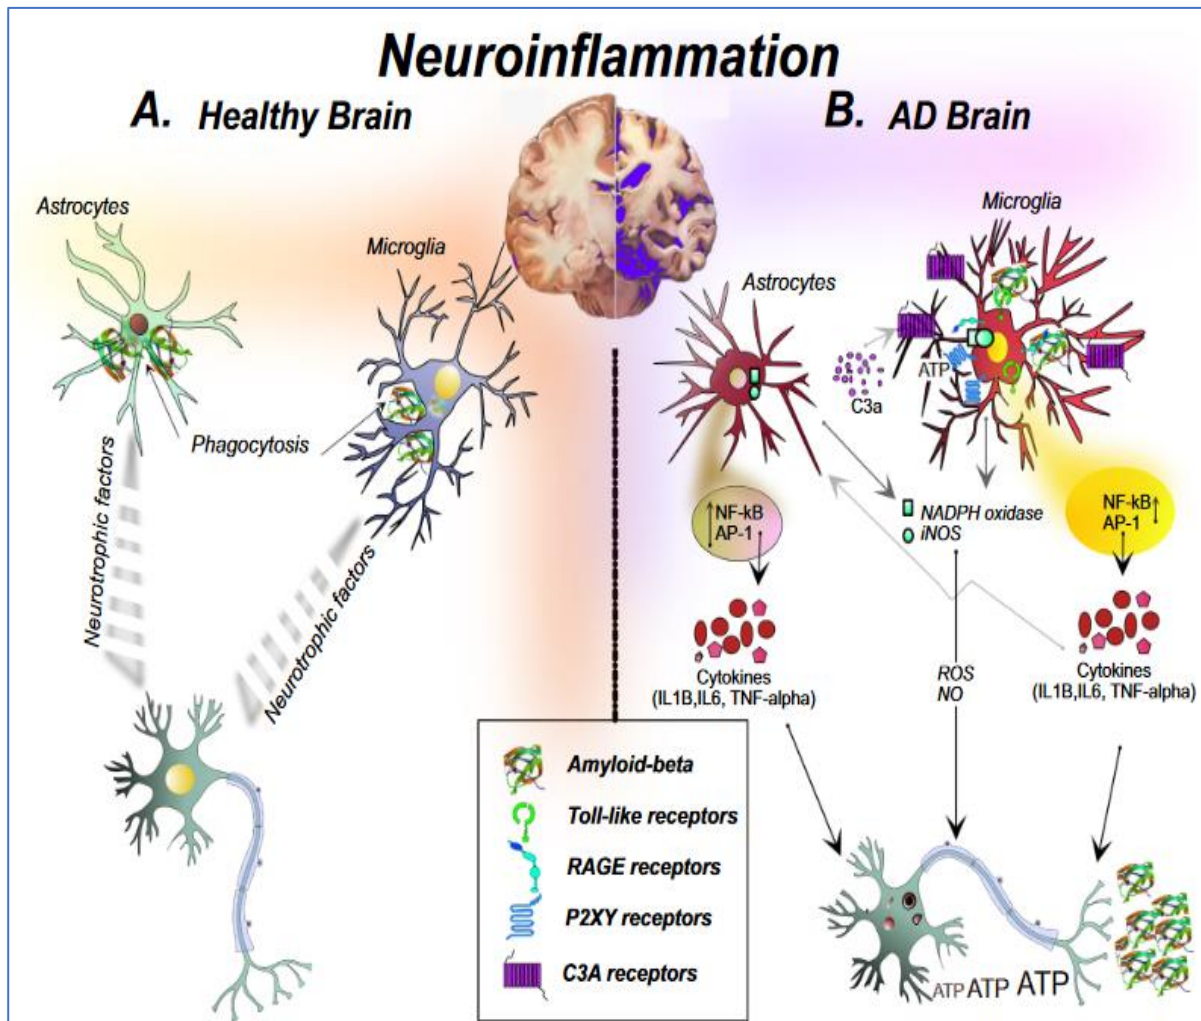 Neuroinflammation
A. Healthy Brain
Astrocytes
Microglia
Phagocytosis
Neurotrophic factors
Neurotrophic factors
B. AD Brain
Microglia
Astrocytes
ATP
C3a
NF-kB
AP-1
NADPH oxidase
iNOS
NF-kB
AP-1
Cytokines
(IL1B,IL6, TNF-alpha)
ROS
NO
Cytokines
(IL1B,IL6, TNF-alpha)
Amyloid-beta
Toll-like receptors
RAGE receptors
P2XY receptors
C3A receptors
ATP ATP ATP